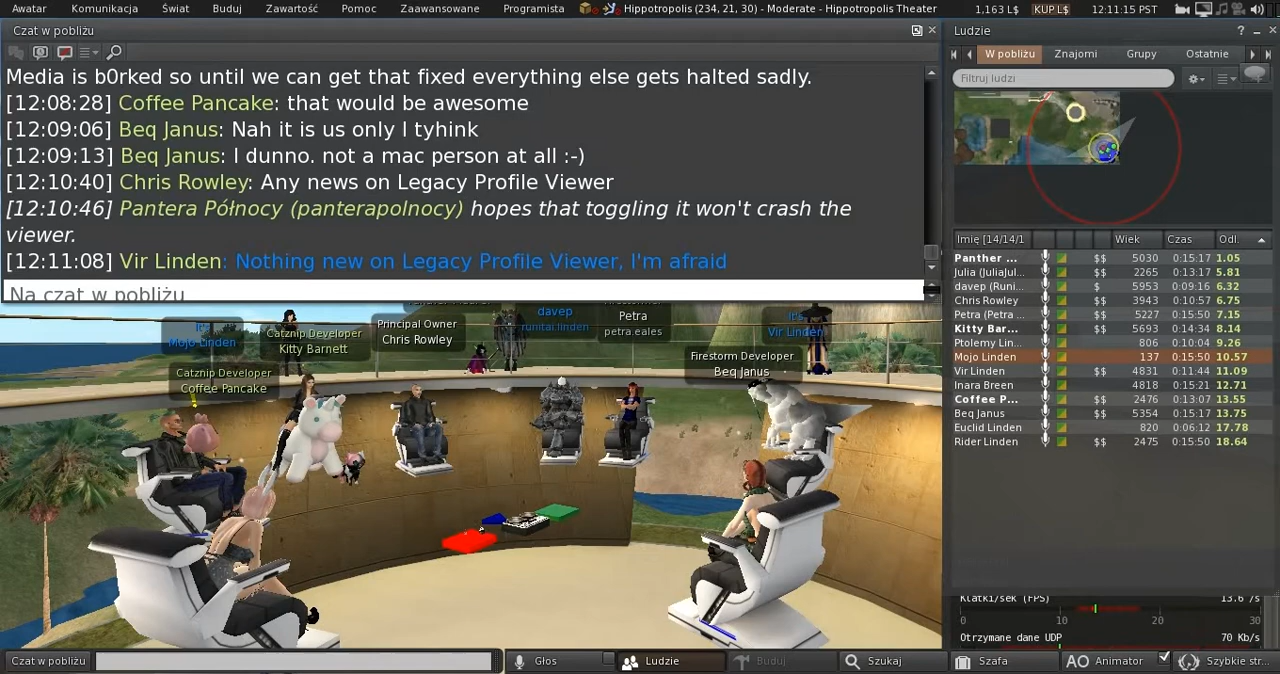 Awatar Komunikacja Świat Buduj Zawartość Pomoc Zaawansowane Programista Hippotropolis (234, 21, 30) - Moderate - Hippotropolis Theater 1,163 L$ KUP L$ 12:11:15 PST
Czat w pobliżu
Media is b0rked so until we can get that fixed everything else gets halted sadly.
[12:08:28] Coffee Pancake: that would be awesome
[12:09:06] Beq Janus: Nah it is us only I tyhink
[12:09:13] Beq Janus: I dunno. not a mac person at all :-)
[12:10:40] Chris Rowley: Any news on Legacy Profile Viewer
[12:10:46] Pantera Północy (panterapolnocy) hopes that toggling it won't crash the
viewer.
[12:11:08] Vir Linden: Nothing new on Legacy Profile Viewer, I'm afraid
Na czat w pobliżu
It's
Mojo Linden
Catznip Developer
Kitty Barnett
Principal Owner
Chris Rowley
davep
runitai.linden
Petra
petra.eales
It's
Vir Linden
Firestorm Developer
Beq Janus
Catznip Developer
Coffee Pancake
Ludzie
W pobliżu Znajomi Grupy Ostatnie
Filtruj ludzi
Imię [14/14/1 Wiek Czas Odl.
Panther ... $$ 5030 0:15:17 1.05
Julia (JuliaJul... $$ 2265 0:13:17 5.81
davep (Runi... $ 5953 0:09:16 6.32
Chris Rowley $$ 3943 0:10:57 6.75
Petra (Petra ... $$ 5227 0:15:50 7.15
Kitty Bar... $$ 5693 0:14:34 8.14
Ptolemy Lin... 806 0:10:04 9.26
Mojo Linden 137 0:15:50 10.57
Vir Linden $$ 4831 0:11:44 11.09
Inara Breen 4818 0:15:21 12.71
Coffee P... $$ 2476 0:13:07 13.55
Beq Janus $$ 5354 0:15:17 13.75
Euclid Linden 820 0:06:12 17.78
Rider Linden $$ 2475 0:15:50 18.64
Klatki/sek (FPS) 13.6 /s
0 10 20 30
Otrzymane dane UDP 70 Kb/s
Czat w pobliżu Głos Ludzie Buduj Szukaj Szafa AO Animator Szybkie str...